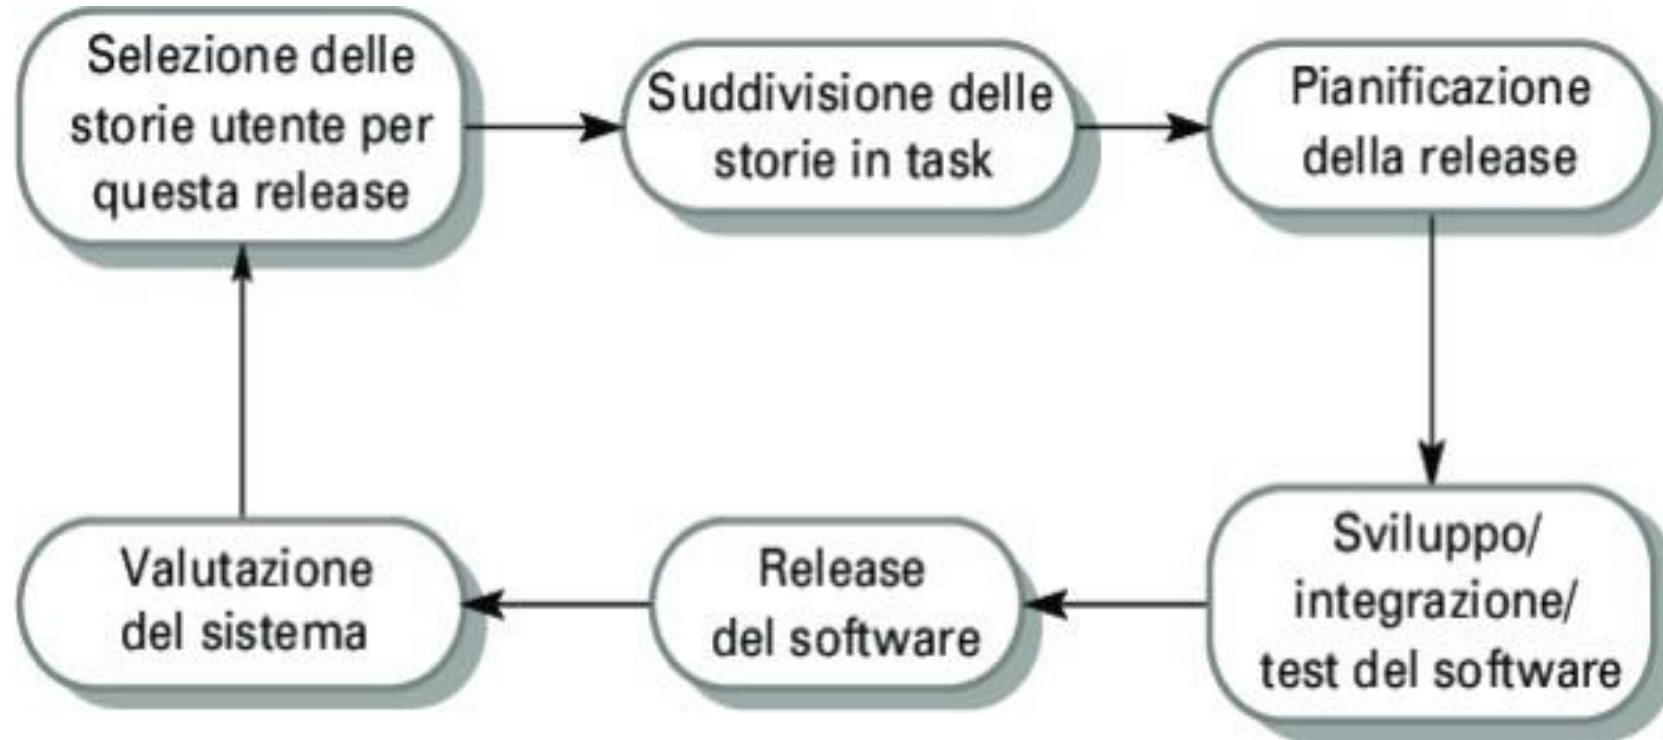 Selezione delle
storie utente per
questa release
Suddivisione delle
storie in task
Pianificazione
della release
Sviluppo/
integrazione/
test del software
Release
del software
Valutazione
del sistema